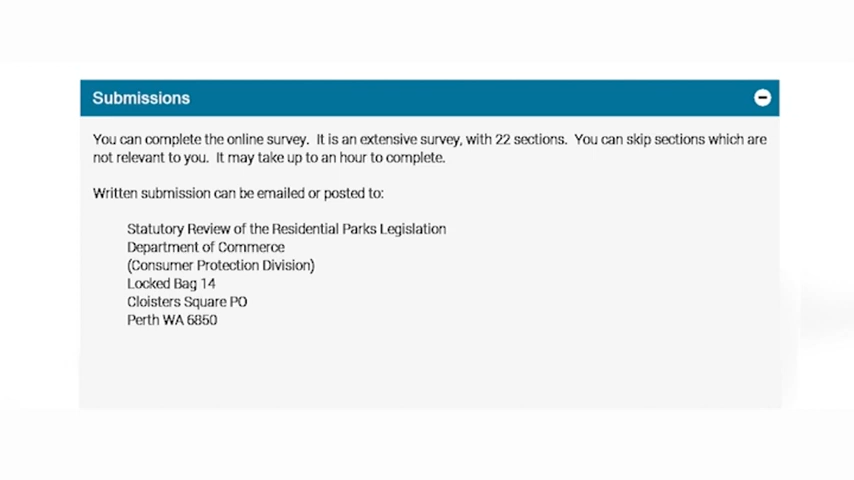 Submissions
You can complete the online survey. It is an extensive survey, with 22 sections. You can skip sections which are
not relevant to you. It may take up to an hour to complete.
Written submission can be emailed or posted to:
Statutory Review of the Residential Parks Legislation
Department of Commerce
(Consumer Protection Division)
Locked Bag 14
Cloisters Square PO
Perth WA 6850